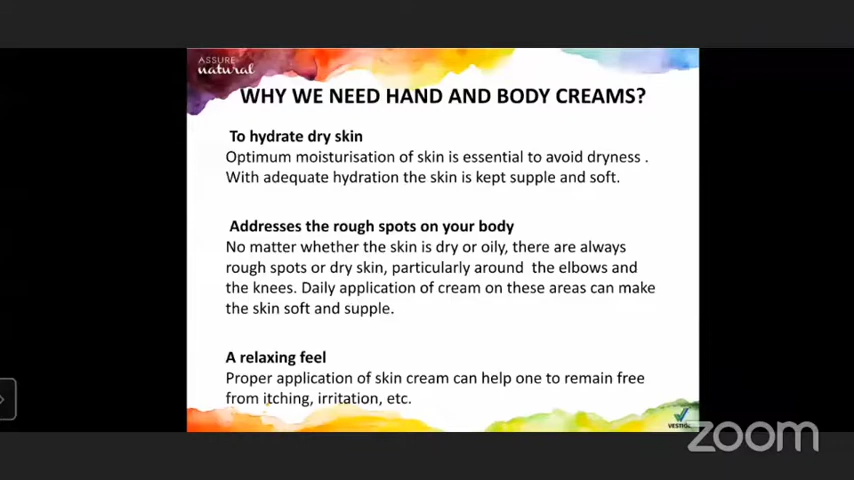 ASSURE
natural
WHY WE NEED HAND AND BODY CREAMS?
To hydrate dry skin
Optimum moisturisation of skin is essential to avoid dryness .
With adequate hydration the skin is kept supple and soft.
Addresses the rough spots on your body
No matter whether the skin is dry or oily, there are always
rough spots or dry skin, particularly around the elbows and
the knees. Daily application of cream on these areas can make
the skin soft and supple.
A relaxing feel
Proper application of skin cream can help one to remain free
from itching, irritation, etc.
zoom